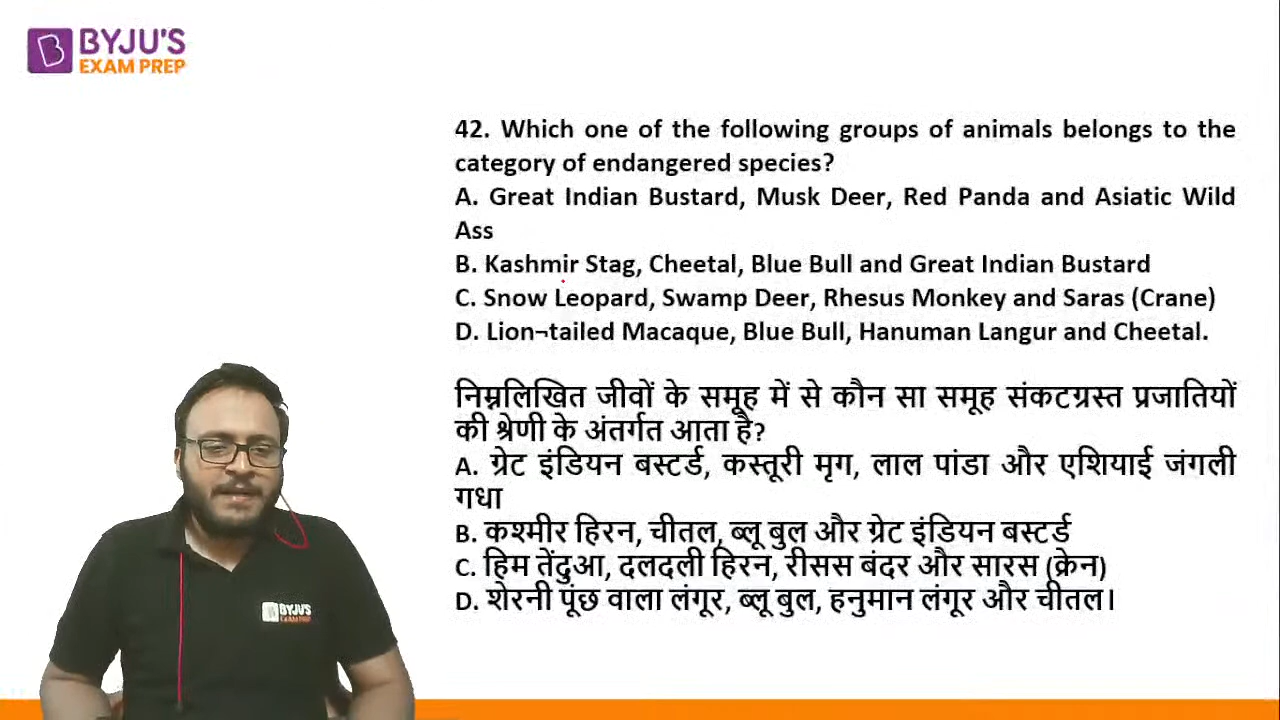 BYJU'S
EXAM PREP
42. Which one of the following groups of animals belongs to the
category of endangered species?
A. Great Indian Bustard, Musk Deer, Red Panda and Asiatic Wild
Ass
B. Kashmir Stag, Cheetal, Blue Bull and Great Indian Bustard
C. Snow Leopard, Swamp Deer, Rhesus Monkey and Saras (Crane)
D. Lion¬tailed Macaque, Blue Bull, Hanuman Langur and Cheetal.
निम्नलिखित जीवों के समूह में से कौन सा समूह संकटग्रस्त प्रजातियों
की श्रेणी के अंतर्गत आता है?
A. ग्रेट इंडियन बस्टर्ड, कस्तूरी मृग, लाल पांडा और एशियाई जंगली
गधा
B. कश्मीर हिरन, चीतल, ब्लू बुल और ग्रेट इंडियन बस्टर्ड
C. हिम तेंदुआ, दलदली हिरन, रीसस बंदर और सारस (क्रेन)
D. शेरनी पूंछ वाला लंगूर, ब्लू बुल, हनुमान लंगूर और चीतल।
BYJU'S
EXAM PREP